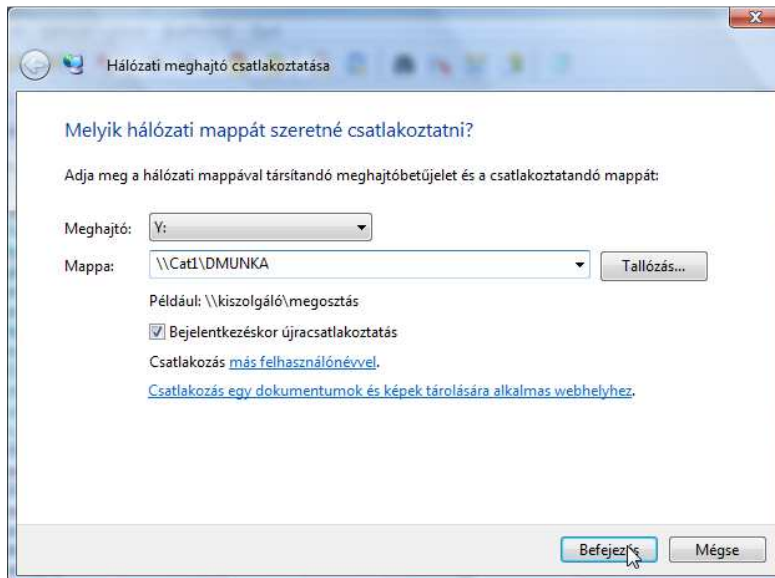 Hálózati meghajtó csatlakoztatása
Melyik hálózati mappát szeretné csatlakoztatni?
Adja meg a hálózati mappával társítandó meghajtóbetűjelet és a csatlakoztatandó mappát:
Meghajtó: Y:
Mappa: \\Cat1\DMUNKA Tallózás...
Például: \\kiszolgáló\megosztás
Bejelentkezéskor újracsatlakoztatás
Csatlakozás más felhasználónévvel.
Csatlakozás egy dokumentumok és képek tárolására alkalmas webhelyhez.
Befejezés Mégse